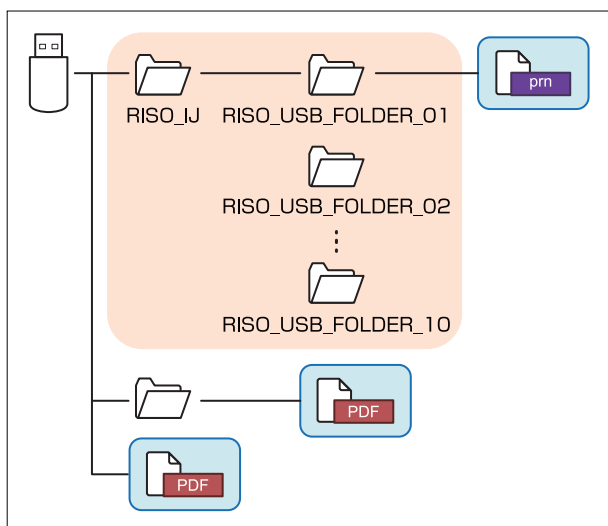 prn
RISO_IJ
RISO_USB_FOLDER_01
RISO_USB_FOLDER_02
RISO_USB_FOLDER_10
PDF
PDF